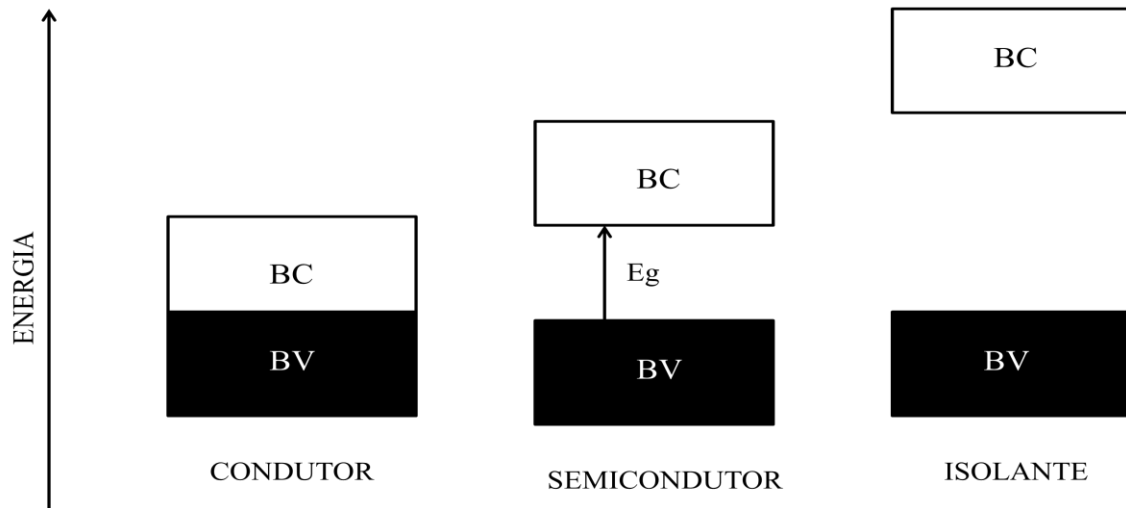 ENERGIA
BC
BV
CONDUTOR
BC
Eg
BV
SEMICONDUTOR
BC
BV
ISOLANTE